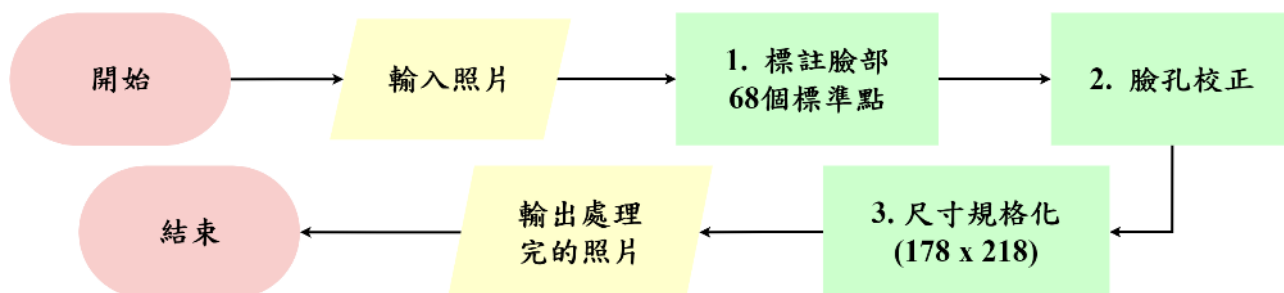 開始
輸入照片
1. 標註臉部
68個標準點
2. 臉孔校正
3. 尺寸規格化
(178 x 218)
輸出處理
完的照片
結束